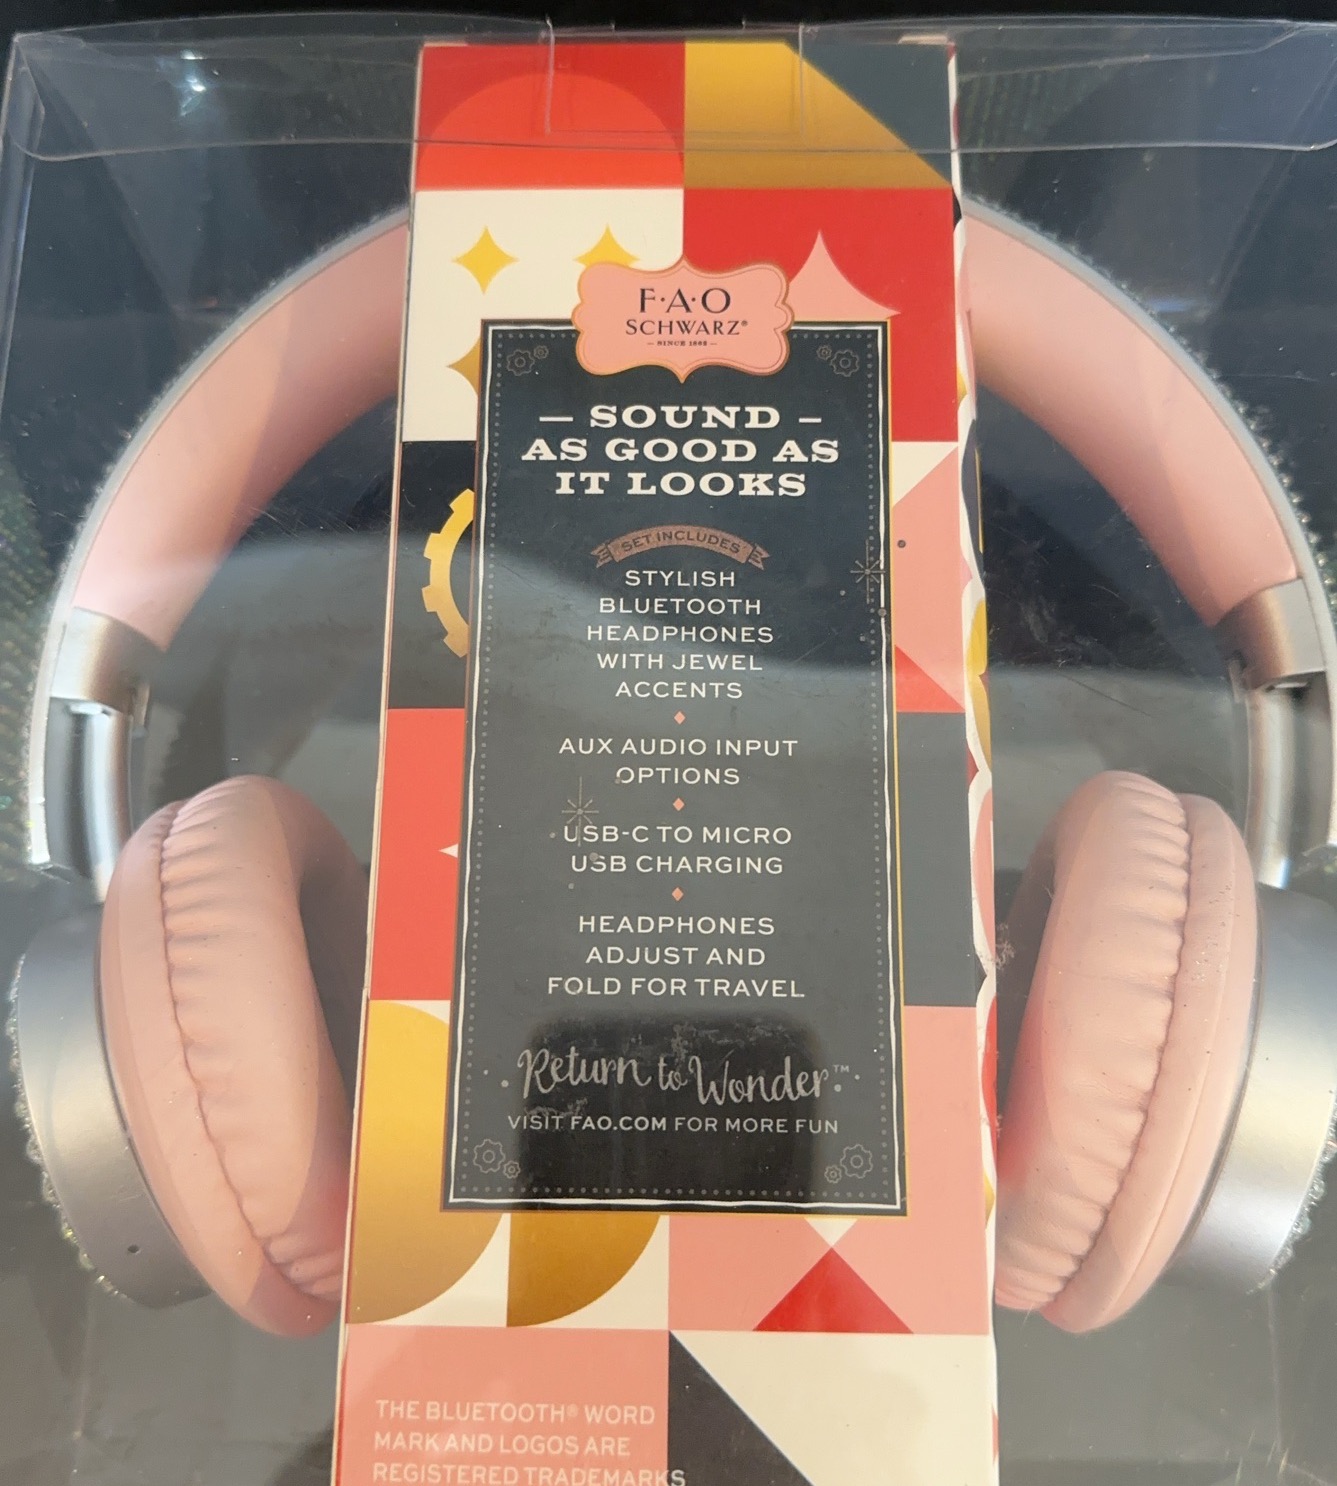 F·A·O
SCHWARZ®
— SINCE 1862 —
— SOUND —
AS GOOD AS
IT LOOKS
SET INCLUDES
STYLISH
BLUETOOTH
HEADPHONES
WITH JEWEL
ACCENTS
AUX AUDIO INPUT
OPTIONS
USB-C TO MICRO
USB CHARGING
HEADPHONES
ADJUST AND
FOLD FOR TRAVEL
Return to Wonder™
VISIT FAO.COM FOR MORE FUN
THE BLUETOOTH® WORD
MARK AND LOGOS ARE
REGISTERED TRADEMARKS